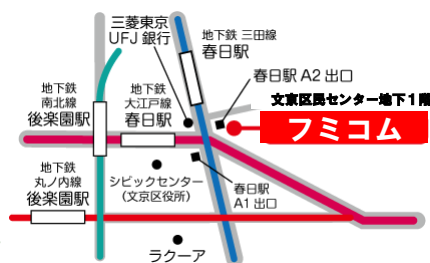 三菱東京
UFJ 銀行
地下鉄 三田線
春日駅
春日駅 A2 出口
文京区民センター地下1階
フミコム
地下鉄
南北線
後楽園駅
地下鉄
大江戸線
春日駅
地下鉄
丸ノ内線
後楽園駅
シビックセンター
(文京区役所)
春日駅
A1 出口
ラクーア